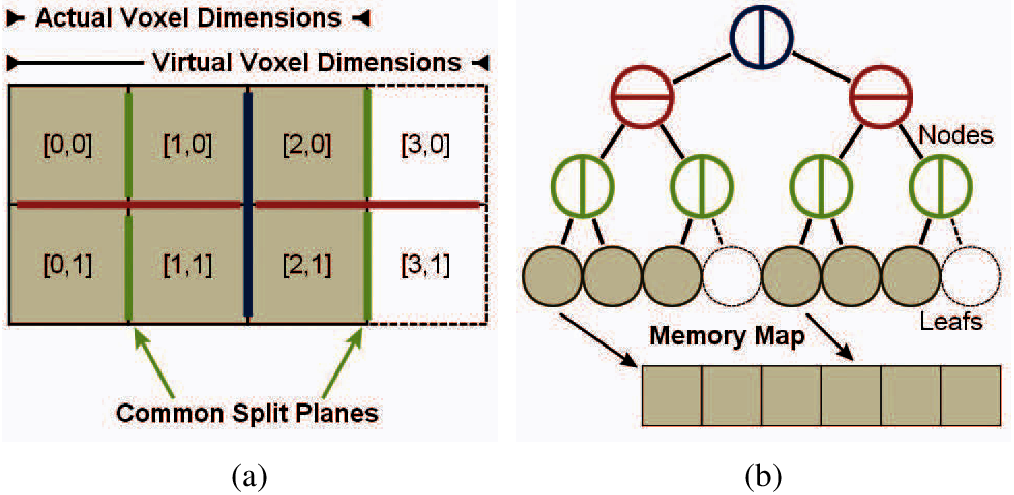 Actual Voxel Dimensions
Virtual Voxel Dimensions
[0,0] [1,0] [2,0] [3,0]
[0,1] [1,1] [2,1] [3,1]
Common Split Planes
(a)
Nodes
Leafs
Memory Map
(b)